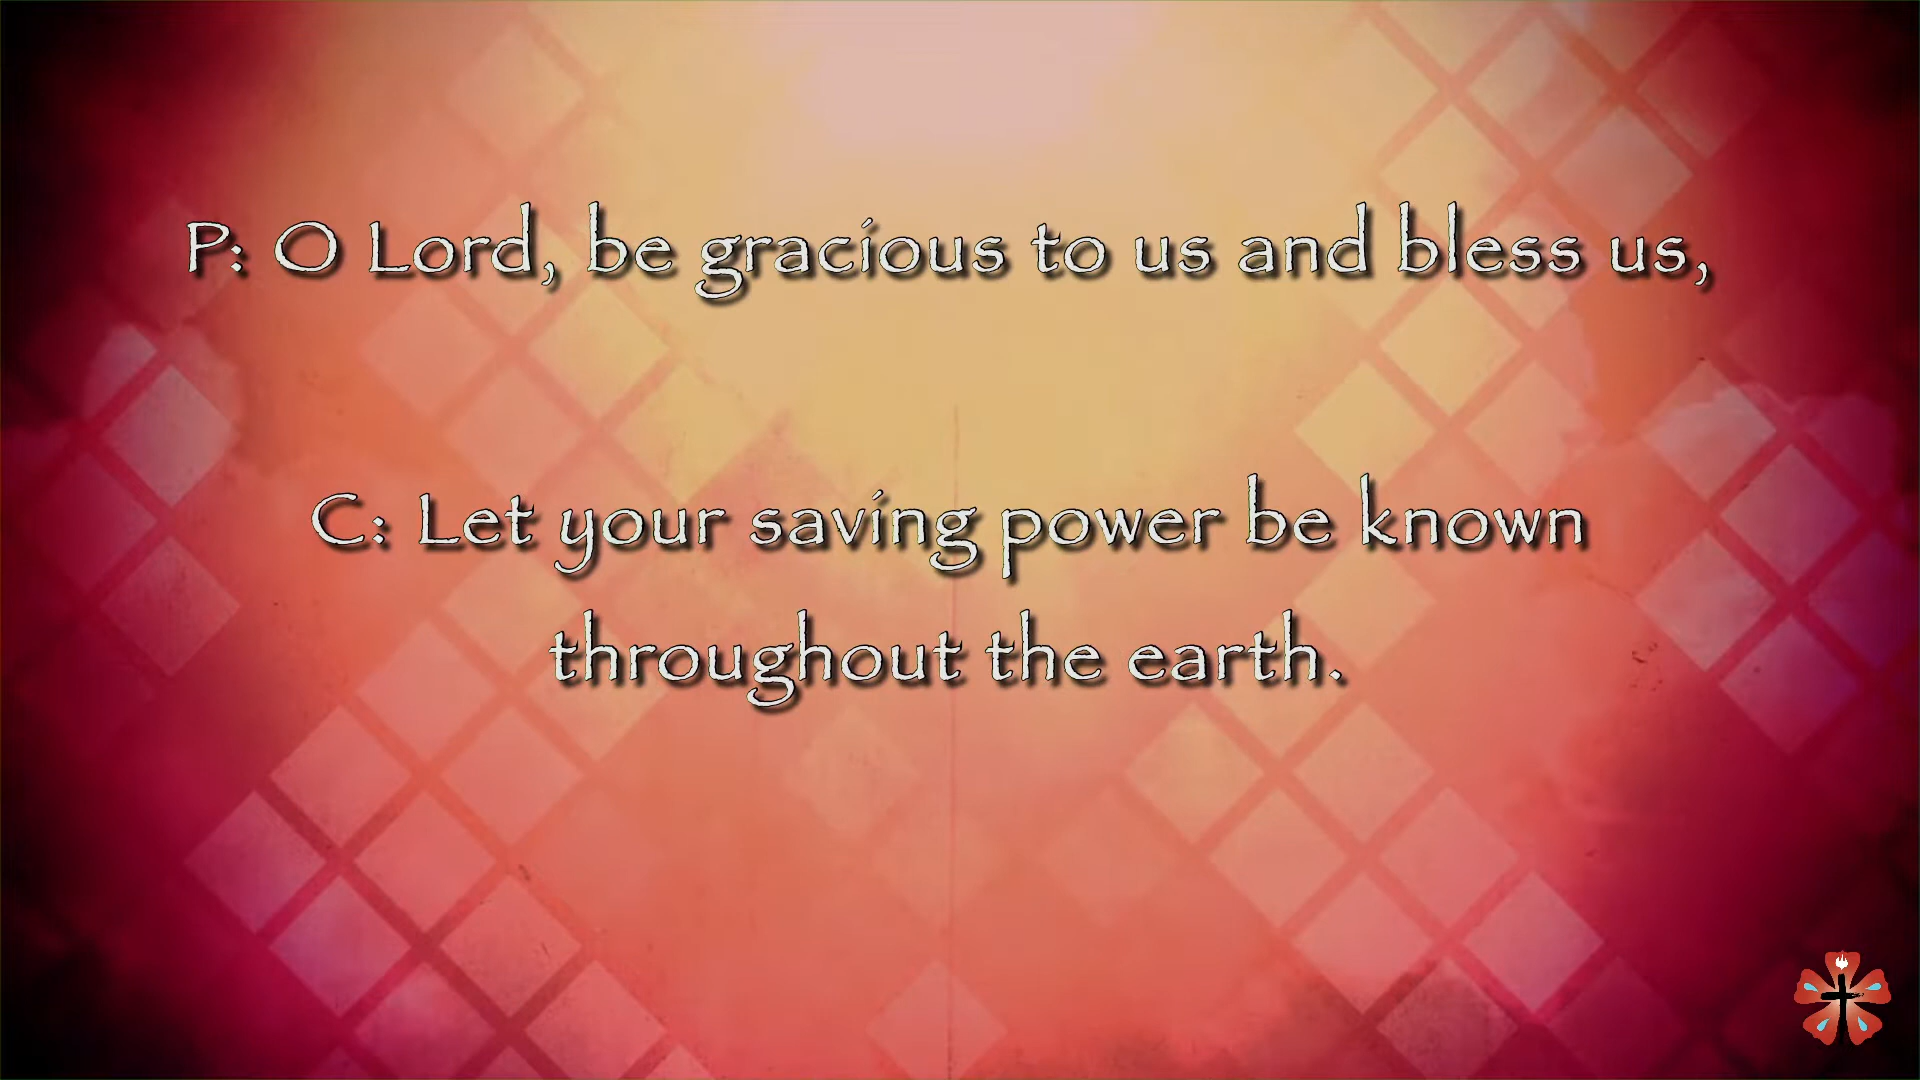 P: O Lord, be gracious to us and bless us,
C: Let your saving power be known
throughout the earth.